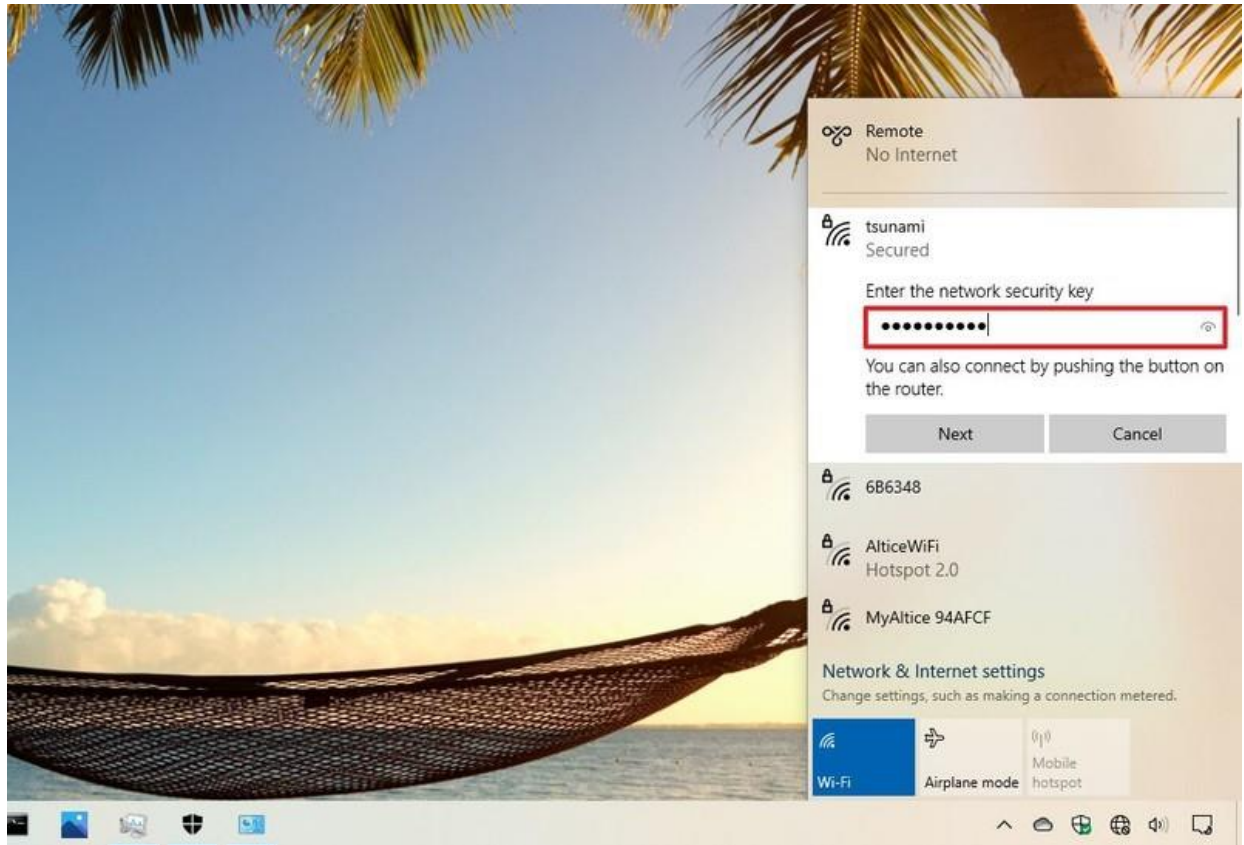 Remote
No Internet
tsunami
Secured
Enter the network security key
••••••••••
You can also connect by pushing the button on
the router.
Next Cancel
6B6348
AlticeWiFi
Hotspot 2.0
MyAltice 94AFCF
Network & Internet settings
Change settings, such as making a connection metered.
Wi-Fi
Airplane mode
Mobile
hotspot